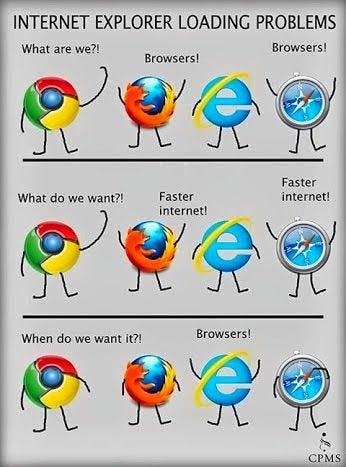 INTERNET EXPLORER LOADING PROBLEMS
What are we?!
Browsers!
Browsers!
What do we want?!
Faster
internet!
Faster
internet!
When do we want it?!
Browsers!
CPMS